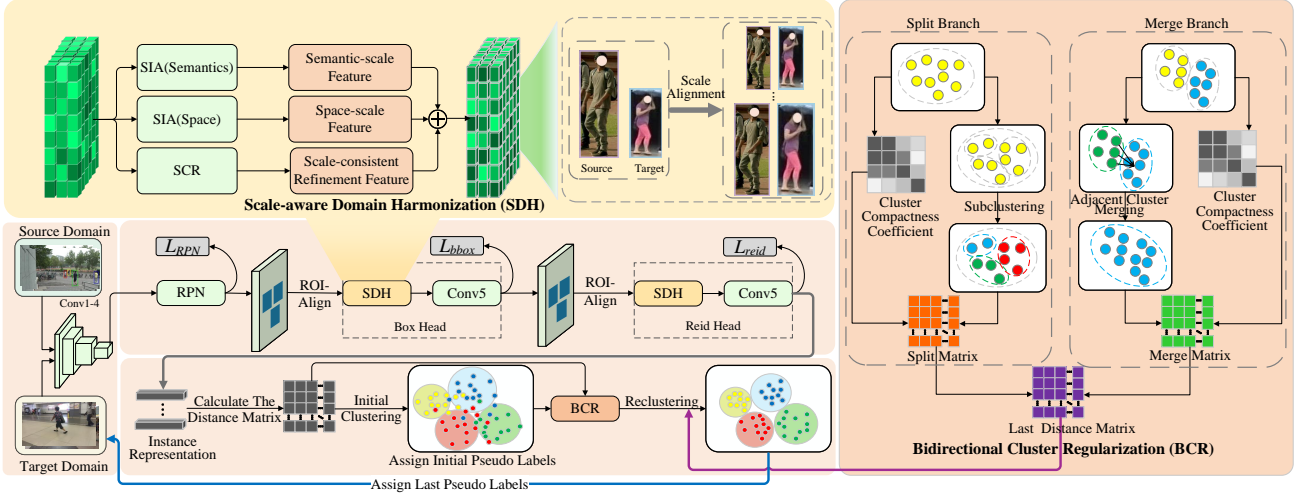 SIA(Semantics)
Semantic-scale
Feature
SIA(Space)
Space-scale
Feature
SCR
Scale-consistent
Refinement Feature
Scale
Alignment
Source
Target
Scale-aware Domain Harmonization (SDH)
Source Domain
Conv1-4
Target Domain
L_RPN
RPN
ROI-
Align
L_bbox
SDH
Conv5
Box Head
ROI-
Align
L_reid
SDH
Conv5
Reid Head
Instance
Representation
Calculate The
Distance Matrix
Initial
Clustering
Assign Initial Pseudo Labels
BCR
Reclustering
Assign Last Pseudo Labels
Split Branch
Merge Branch
Cluster
Compactness
Coefficient
Subclustering
Adjacent Cluster
Merging
Cluster
Compactness
Coefficient
Split Matrix
Merge Matrix
Last Distance Matrix
Bidirectional Cluster Regularization (BCR)